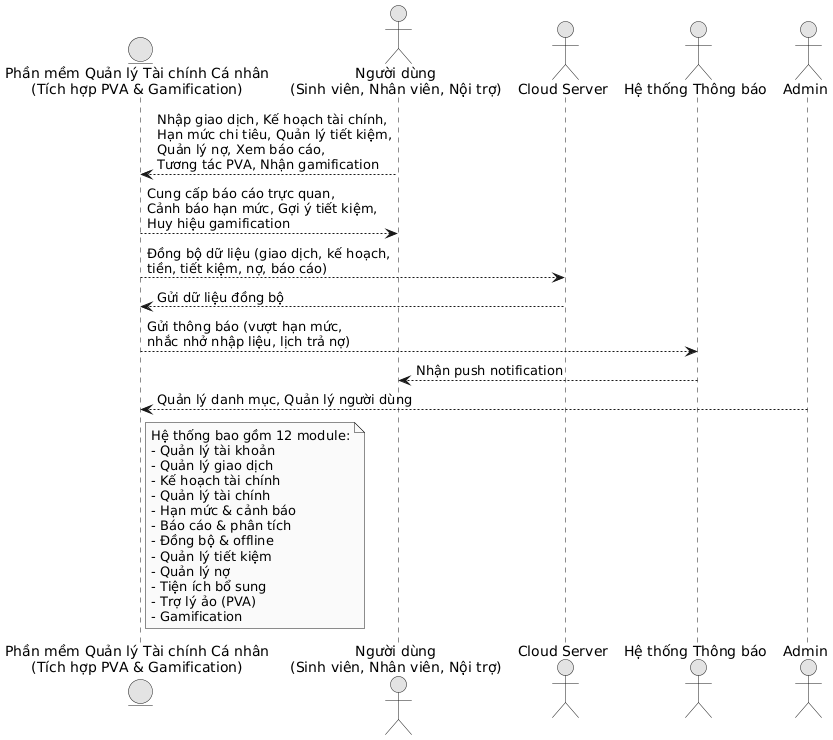 Phần mềm Quản lý Tài chính Cá nhân
(Tích hợp PVA & Gamification)
Người dùng
(Sinh viên, Nhân viên, Nội trợ)
Cloud Server
Hệ thống Thông báo
Admin
Nhập giao dịch, Kế hoạch tài chính,
Hạn mức chi tiêu, Quản lý tiết kiệm,
Quản lý nợ, Xem báo cáo,
Tương tác PVA, Nhận gamification
Cung cấp báo cáo trực quan,
Cảnh báo hạn mức, Gợi ý tiết kiệm,
Huy hiệu gamification
Đồng bộ dữ liệu (giao dịch, kế hoạch,
tiền, tiết kiệm, nợ, báo cáo)
Gửi dữ liệu đồng bộ
Gửi thông báo (vượt hạn mức,
nhắc nhở nhập liệu, lịch trả nợ)
Nhận push notification
Quản lý danh mục, Quản lý người dùng
Hệ thống bao gồm 12 module:
- Quản lý tài khoản
- Quản lý giao dịch
- Kế hoạch tài chính
- Quản lý tài chính
- Hạn mức & cảnh báo
- Báo cáo & phân tích
- Đồng bộ & offline
- Quản lý tiết kiệm
- Quản lý nợ
- Tiện ích bổ sung
- Trợ lý ảo (PVA)
- Gamification
Phần mềm Quản lý Tài chính Cá nhân
(Tích hợp PVA & Gamification)
Người dùng
(Sinh viên, Nhân viên, Nội trợ)
Cloud Server
Hệ thống Thông báo
Admin